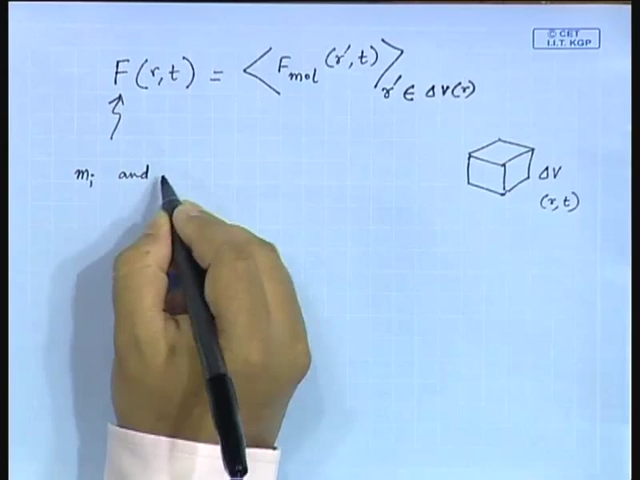 © CET
I.I.T. KGP
F(r,t) = ⟨F_mol (r',t)⟩_{r' ∈ ΔV(r)}
m_i and
ΔV
(r,t)